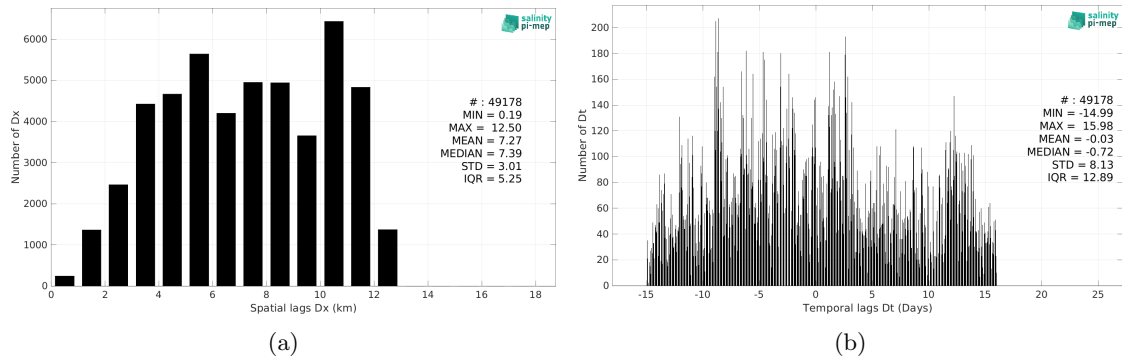 salinity
pi-mep
6000
5000
4000
3000
2000
1000
0
Number of Dx
# : 49178
MIN = 0.19
MAX = 12.50
MEAN = 7.27
MEDIAN = 7.39
STD = 3.01
IQR = 5.25
0 2 4 6 8 10 12 14 16 18
Spatial lags Dx (km)
(a)
salinity
pi-mep
200
180
160
140
120
100
80
60
40
20
0
Number of Dt
# : 49178
MIN = -14.99
MAX = 15.98
MEAN = -0.03
MEDIAN = -0.72
STD = 8.13
IQR = 12.89
-15 -10 -5 0 5 10 15 20 25
Temporal lags Dt (Days)
(b)